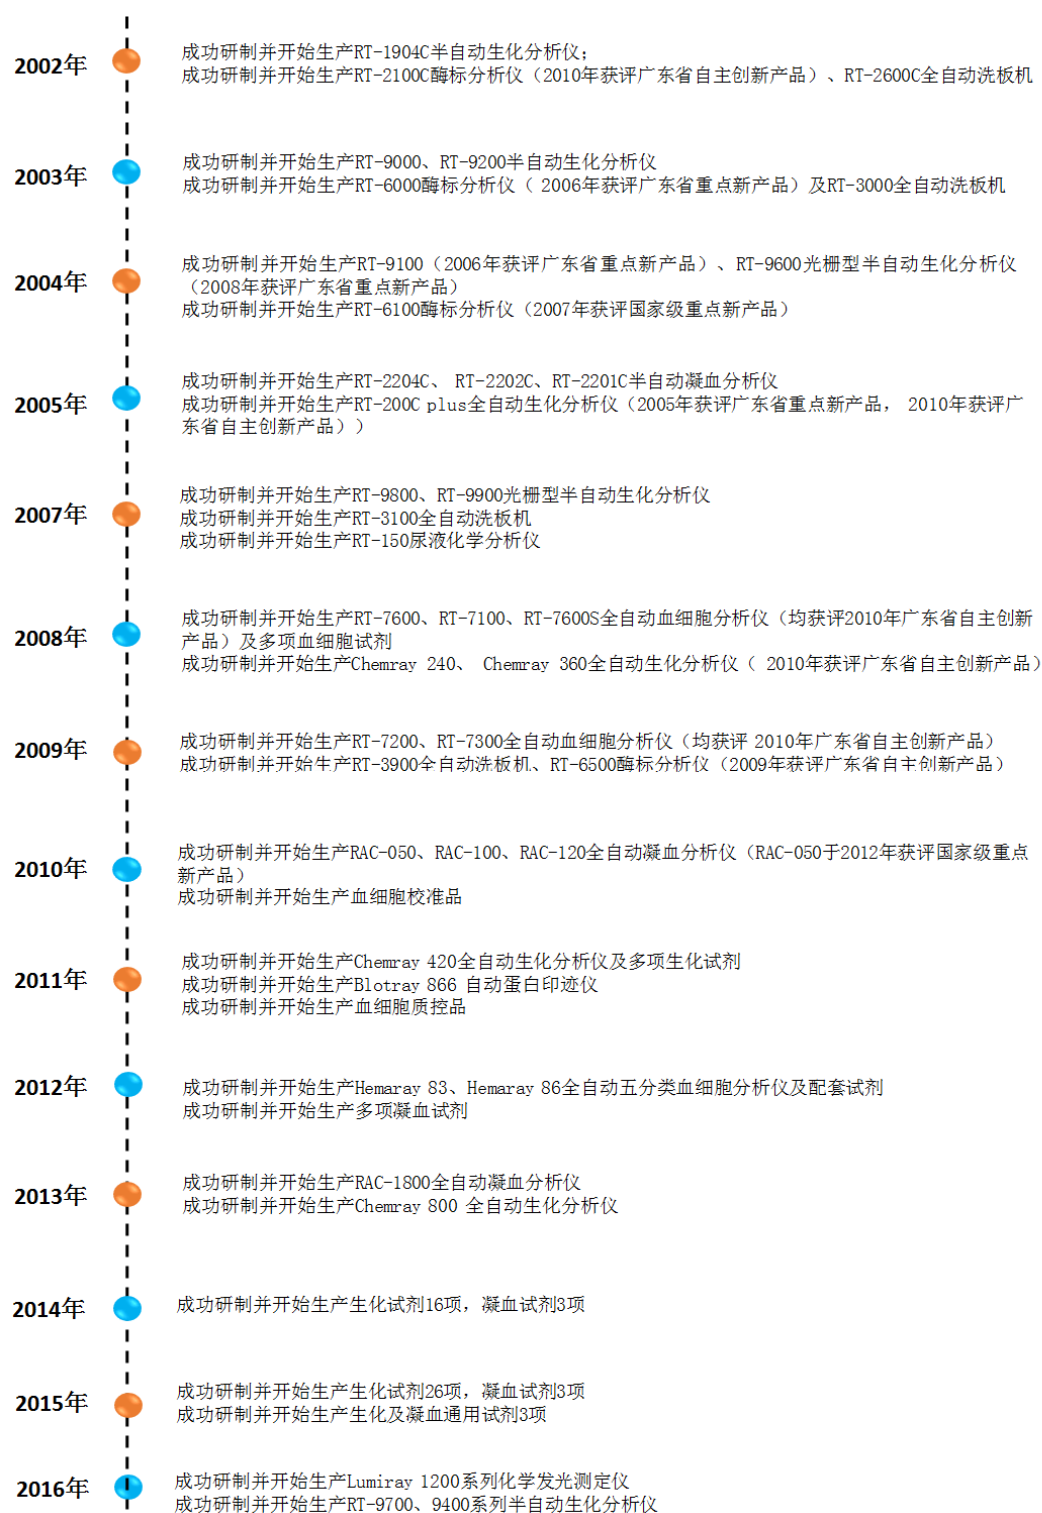 2002年
成功研制并开始生产RT-1904C半自动生化分析仪；
成功研制并开始生产RT-2100C酶标分析仪（2010年获评广东省自主创新产品）、RT-2600C全自动洗板机
2003年
成功研制并开始生产RT-9000、RT-9200半自动生化分析仪
成功研制并开始生产RT-6000酶标分析仪（ 2006年获评广东省重点新产品）及RT-3000全自动洗板机
2004年
成功研制并开始生产RT-9100（2006年获评广东省重点新产品）、RT-9600光栅型半自动生化分析仪
（2008年获评广东省重点新产品）
成功研制并开始生产RT-6100酶标分析仪（2007年获评国家级重点新产品）
2005年
成功研制并开始生产RT-2204C、 RT-2202C、RT-2201C半自动凝血分析仪
成功研制并开始生产RT-200C plus全自动生化分析仪（2005年获评广东省重点新产品， 2010年获评广
东省自主创新产品））
2007年
成功研制并开始生产RT-9800、RT-9900光栅型半自动生化分析仪
成功研制并开始生产RT-3100全自动洗板机
成功研制并开始生产RT-150尿液化学分析仪
2008年
成功研制并开始生产RT-7600、RT-7100、RT-7600S全自动血细胞分析仪（均获评2010年广东省自主创新
产品）及多项血细胞试剂
成功研制并开始生产Chemray 240、 Chemray 360全自动生化分析仪（ 2010年获评广东省自主创新产品）
2009年
成功研制并开始生产RT-7200、RT-7300全自动血细胞分析仪（均获评 2010年广东省自主创新产品）
成功研制并开始生产RT-3900全自动洗板机、RT-6500酶标分析仪（2009年获评广东省自主创新产品）
2010年
成功研制并开始生产RAC-050、RAC-100、RAC-120全自动凝血分析仪（RAC-050于2012年获评国家级重点
新产品）
成功研制并开始生产血细胞校准品
2011年
成功研制并开始生产Chemray 420全自动生化分析仪及多项生化试剂
成功研制并开始生产Blotray 866 自动蛋白印迹仪
成功研制并开始生产血细胞质控品
2012年
成功研制并开始生产Hemaray 83、Hemaray 86全自动五分类血细胞分析仪及配套试剂
成功研制并开始生产多项凝血试剂
2013年
成功研制并开始生产RAC-1800全自动凝血分析仪
成功研制并开始生产Chemray 800 全自动生化分析仪
2014年
成功研制并开始生产生化试剂16项，凝血试剂3项
2015年
成功研制并开始生产生化试剂26项，凝血试剂3项
成功研制并开始生产生化及凝血通用试剂3项
2016年
成功研制并开始生产Lumiray 1200系列化学发光测定仪
成功研制并开始生产RT-9700、9400系列半自动生化分析仪